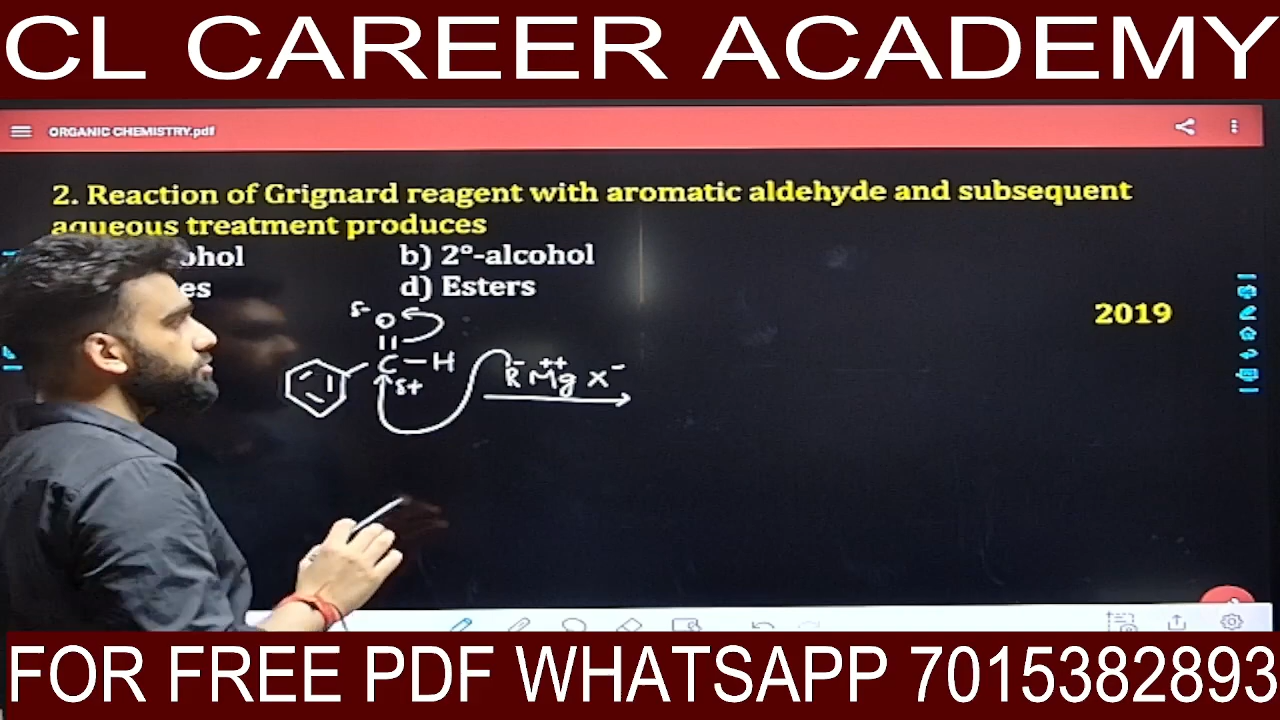 CL CAREER ACADEMY
ORGANIC CHEMISTRY.pdf
2. Reaction of Grignard reagent with aromatic aldehyde and subsequent
aqueous treatment produces
ohol b) 2°-alcohol
es d) Esters
2019
δ-
O
C — H
δ+
R⁻ Mg⁺⁺ X⁻
FOR FREE PDF WHATSAPP 7015382893